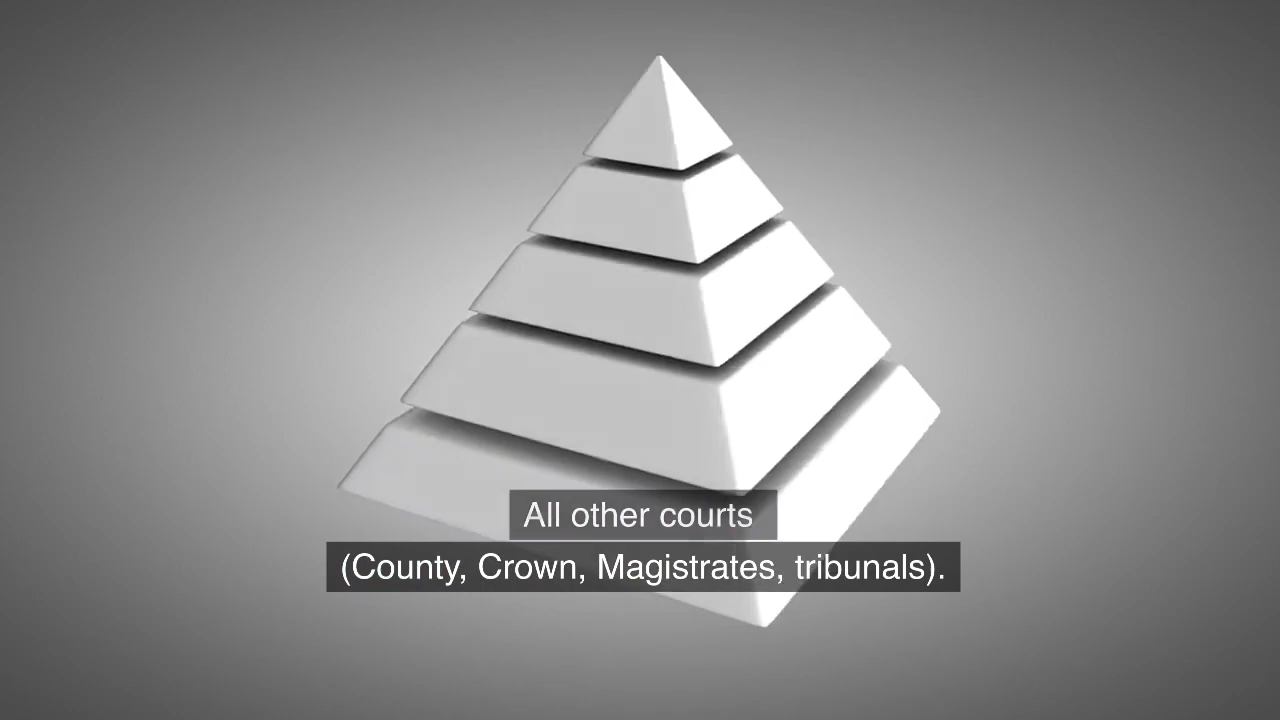 All other courts
(County, Crown, Magistrates, tribunals).